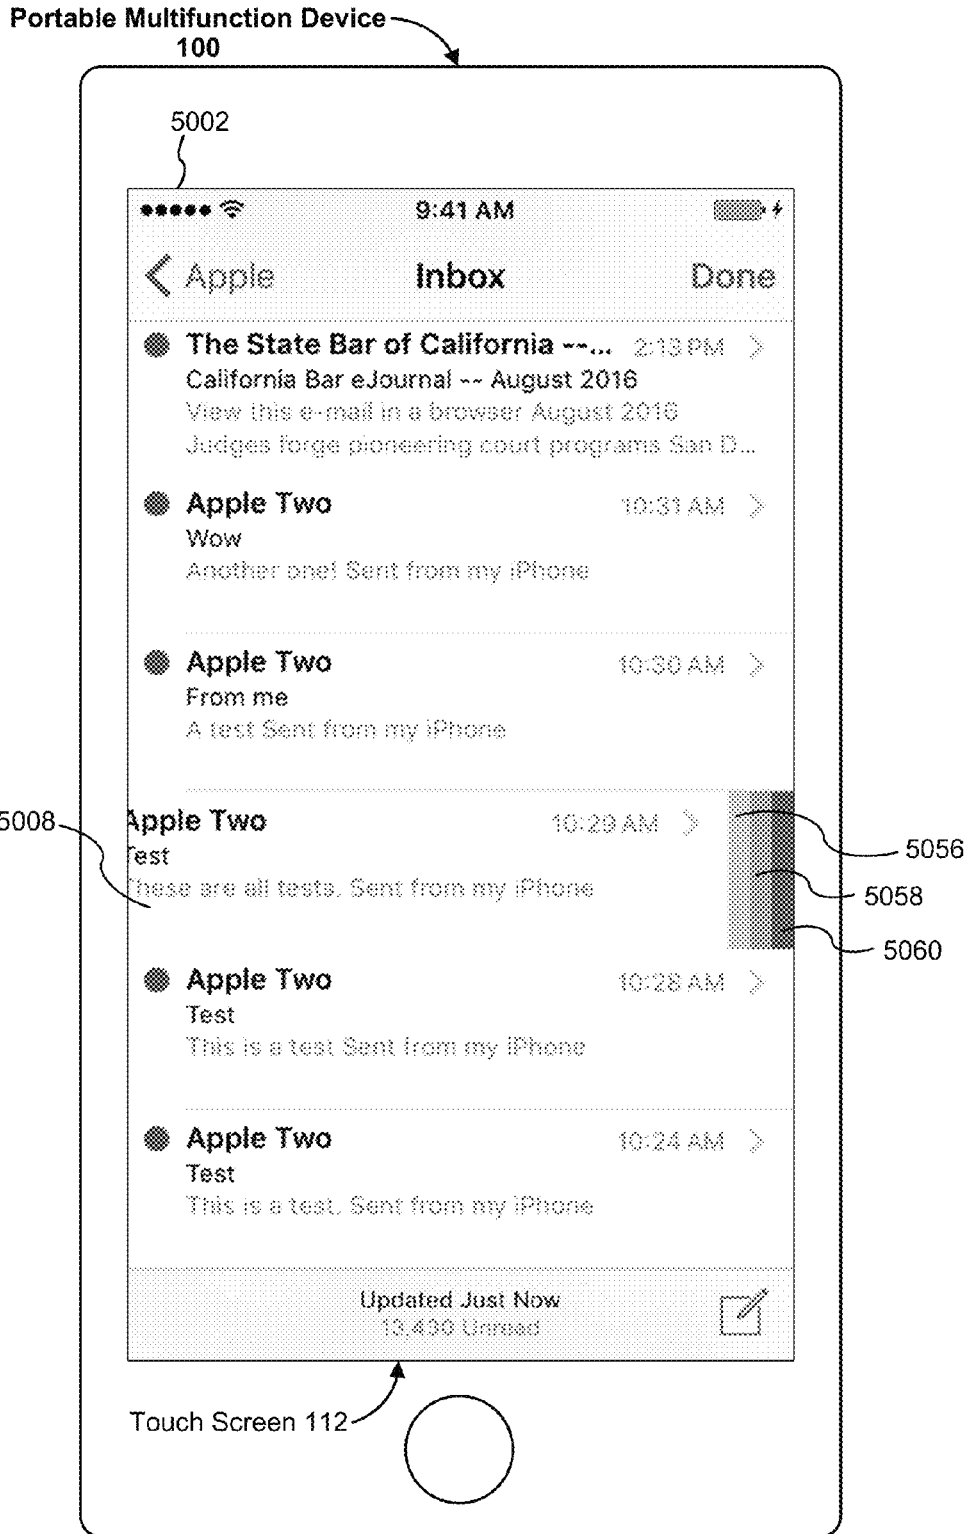 Portable Multifunction Device
100
5002
9:41 AM
Apple Inbox Done
The State Bar of California --... 2:13 PM
California Bar eJournal -- August 2016
View this e-mail in a browser August 2016
Judges forge pioneering court programs San D...
Apple Two 10:31 AM
Wow
Another one! Sent from my iPhone
Apple Two 10:30 AM
From me
A test Sent from my iPhone
5008
Apple Two 10:29 AM
Test
These are all tests. Sent from my iPhone
5056
5058
5060
Apple Two 10:28 AM
Test
This is a test Sent from my iPhone
Apple Two 10:24 AM
Test
This is a test. Sent from my iPhone
Updated Just Now
13,430 Unread
Touch Screen 112